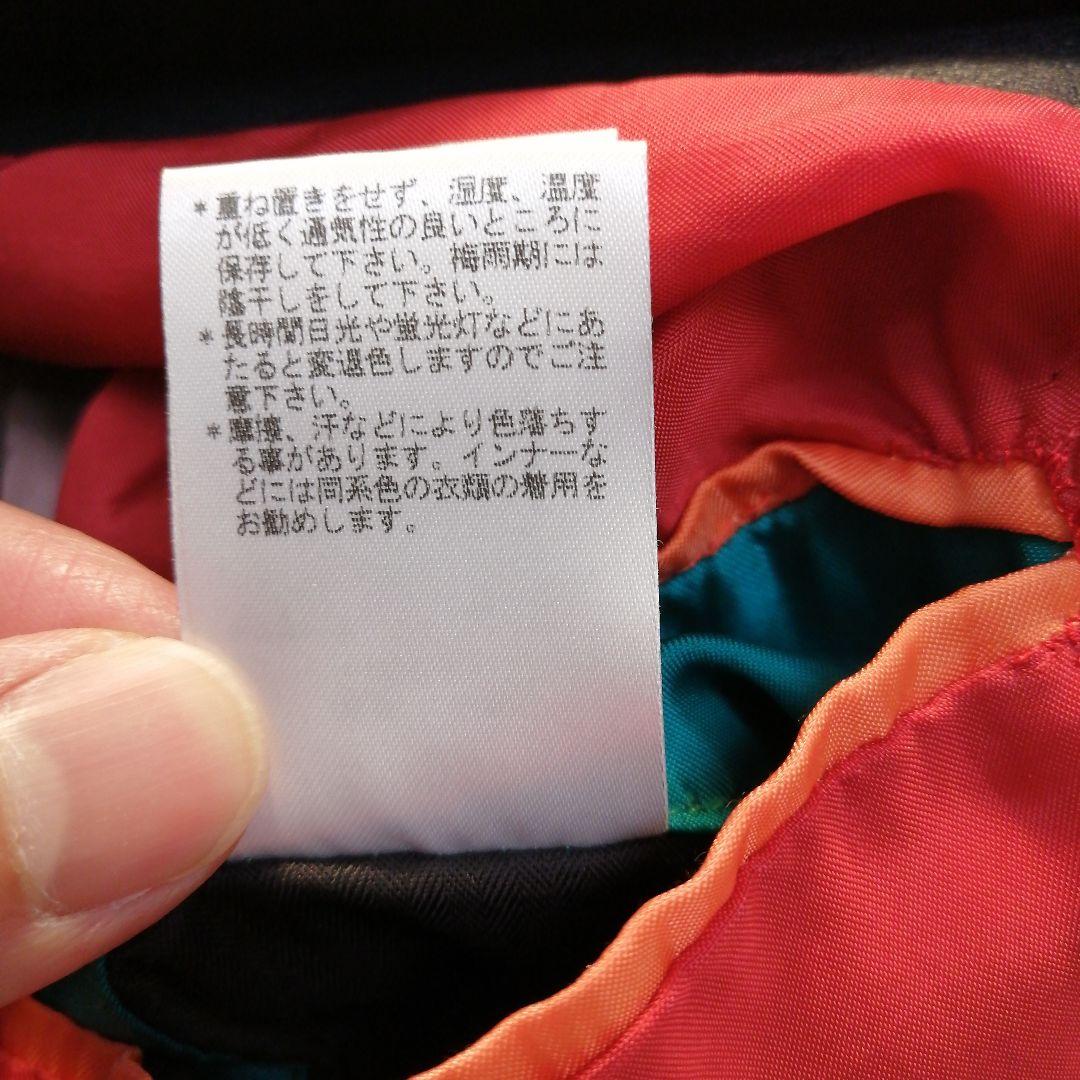 *重ね置きをせず、湿度、温度
が低く通気性の良いところに
保存して下さい。梅雨期には
陰干しをして下さい。
*長時間日光や蛍光灯などにあ
たると変退色しますのでご注
意下さい。
*摩擦、汗などにより色落ちす
る事があります。インナーな
どには同系色の衣類の着用を
お勧めします。